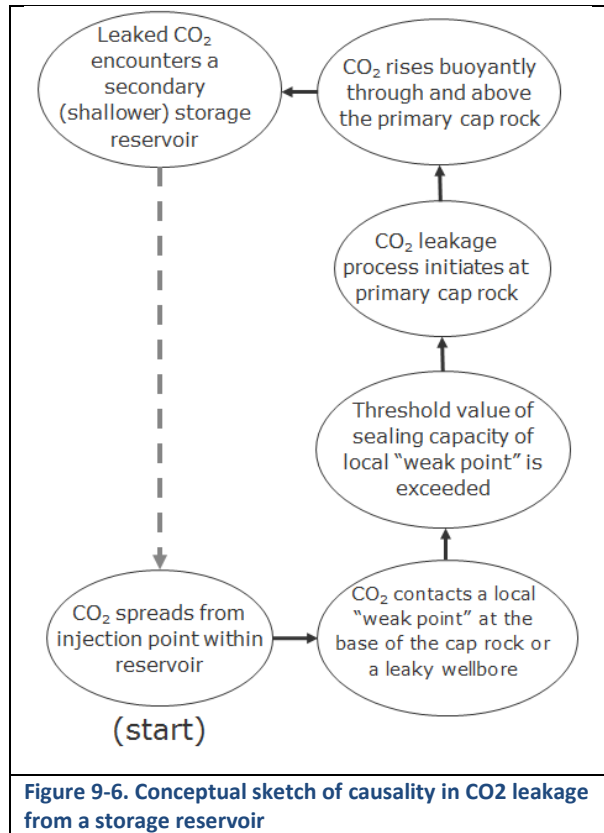 Leaked CO₂
encounters a
secondary
(shallower) storage
reservoir
CO₂ rises buoyantly
through and above
the primary cap rock
CO₂ leakage
process initiates at
primary cap rock
Threshold value of
sealing capacity of
local “weak point” is
exceeded
CO₂ contacts a local
“weak point” at the
base of the cap rock or
a leaky wellbore
CO₂ spreads from
injection point within
reservoir
(start)
Figure 9-6. Conceptual sketch of causality in CO2 leakage
from a storage reservoir